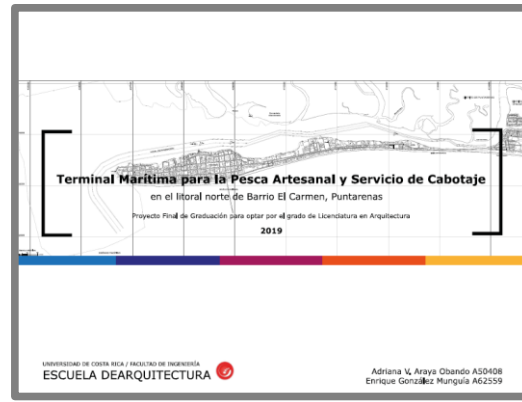 Terminal Marítima para la Pesca Artesanal y Servicio de Cabotaje
en el litoral norte de Barrio El Carmen, Puntarenas
Proyecto Final de Graduación para optar por el grado de Licenciatura en Arquitectura
2019
UNIVERSIDAD DE COSTA RICA / FACULTAD DE INGENIERÍA
ESCUELA DEARQUITECTURA
Adriana V. Araya Obando A50408
Enrique González Munguía A62559